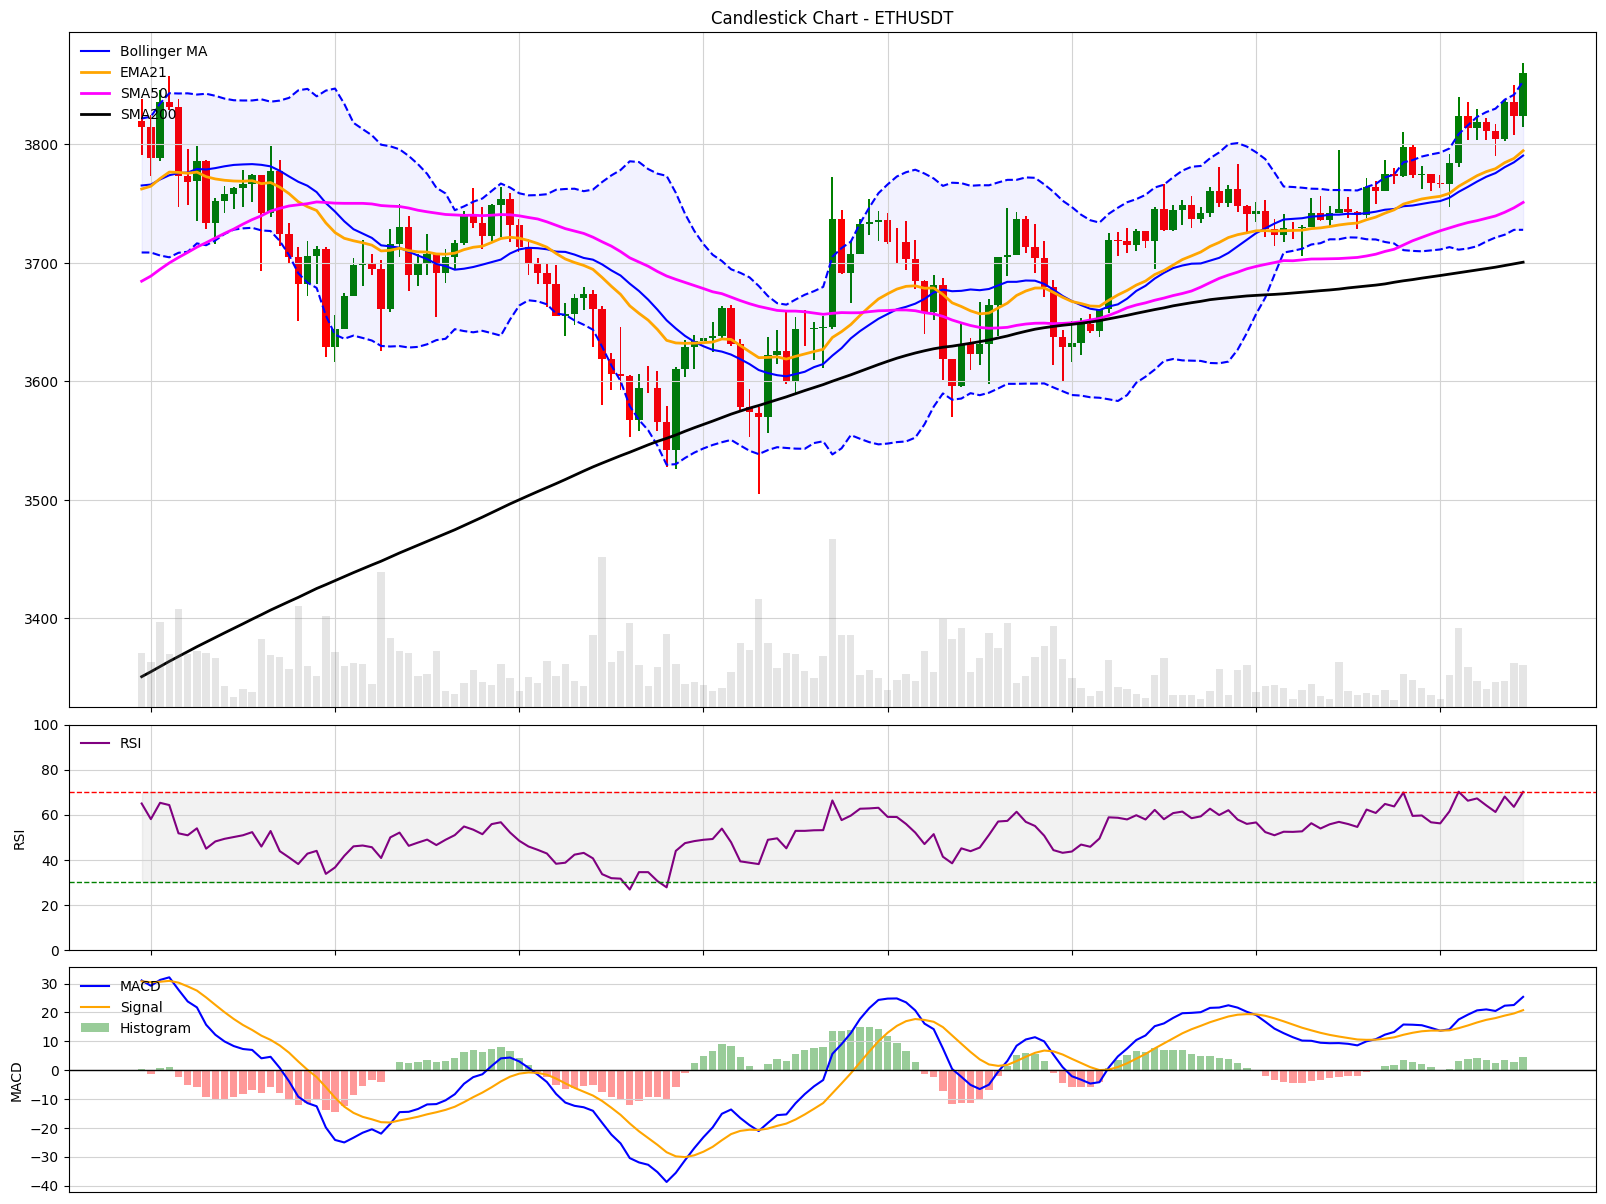 Candlestick Chart - ETHUSDT
Bollinger MA
EMA21
SMA50
SMA200
3800
3700
3600
3500
3400
100
80
60
40
20
0
RSI
RSI
30
20
10
0
−10
−20
−30
−40
MACD
MACD
Signal
Histogram